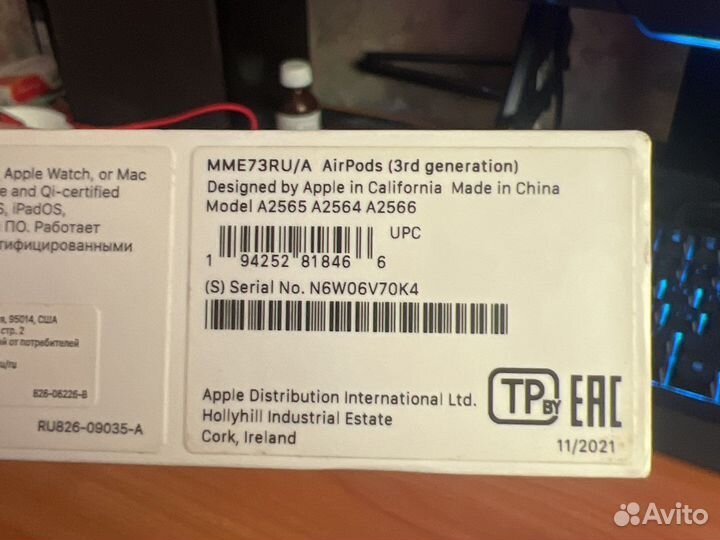 Apple Watch, or Mac
e and Qi-certified
S, iPadOS,
ПО. Работает
тифицированными
95014, США
стр. 2
й от потребителей
u/ru
626-06226-B
RU826-09035-A
MME73RU/A AirPods (3rd generation)
Designed by Apple in California Made in China
Model A2565 A2564 A2566
UPC
1 94252 81846 6
(S) Serial No. N6W06V70K4
Apple Distribution International Ltd.
Hollyhill Industrial Estate
Cork, Ireland
TP BY EAC
11/2021
Avito